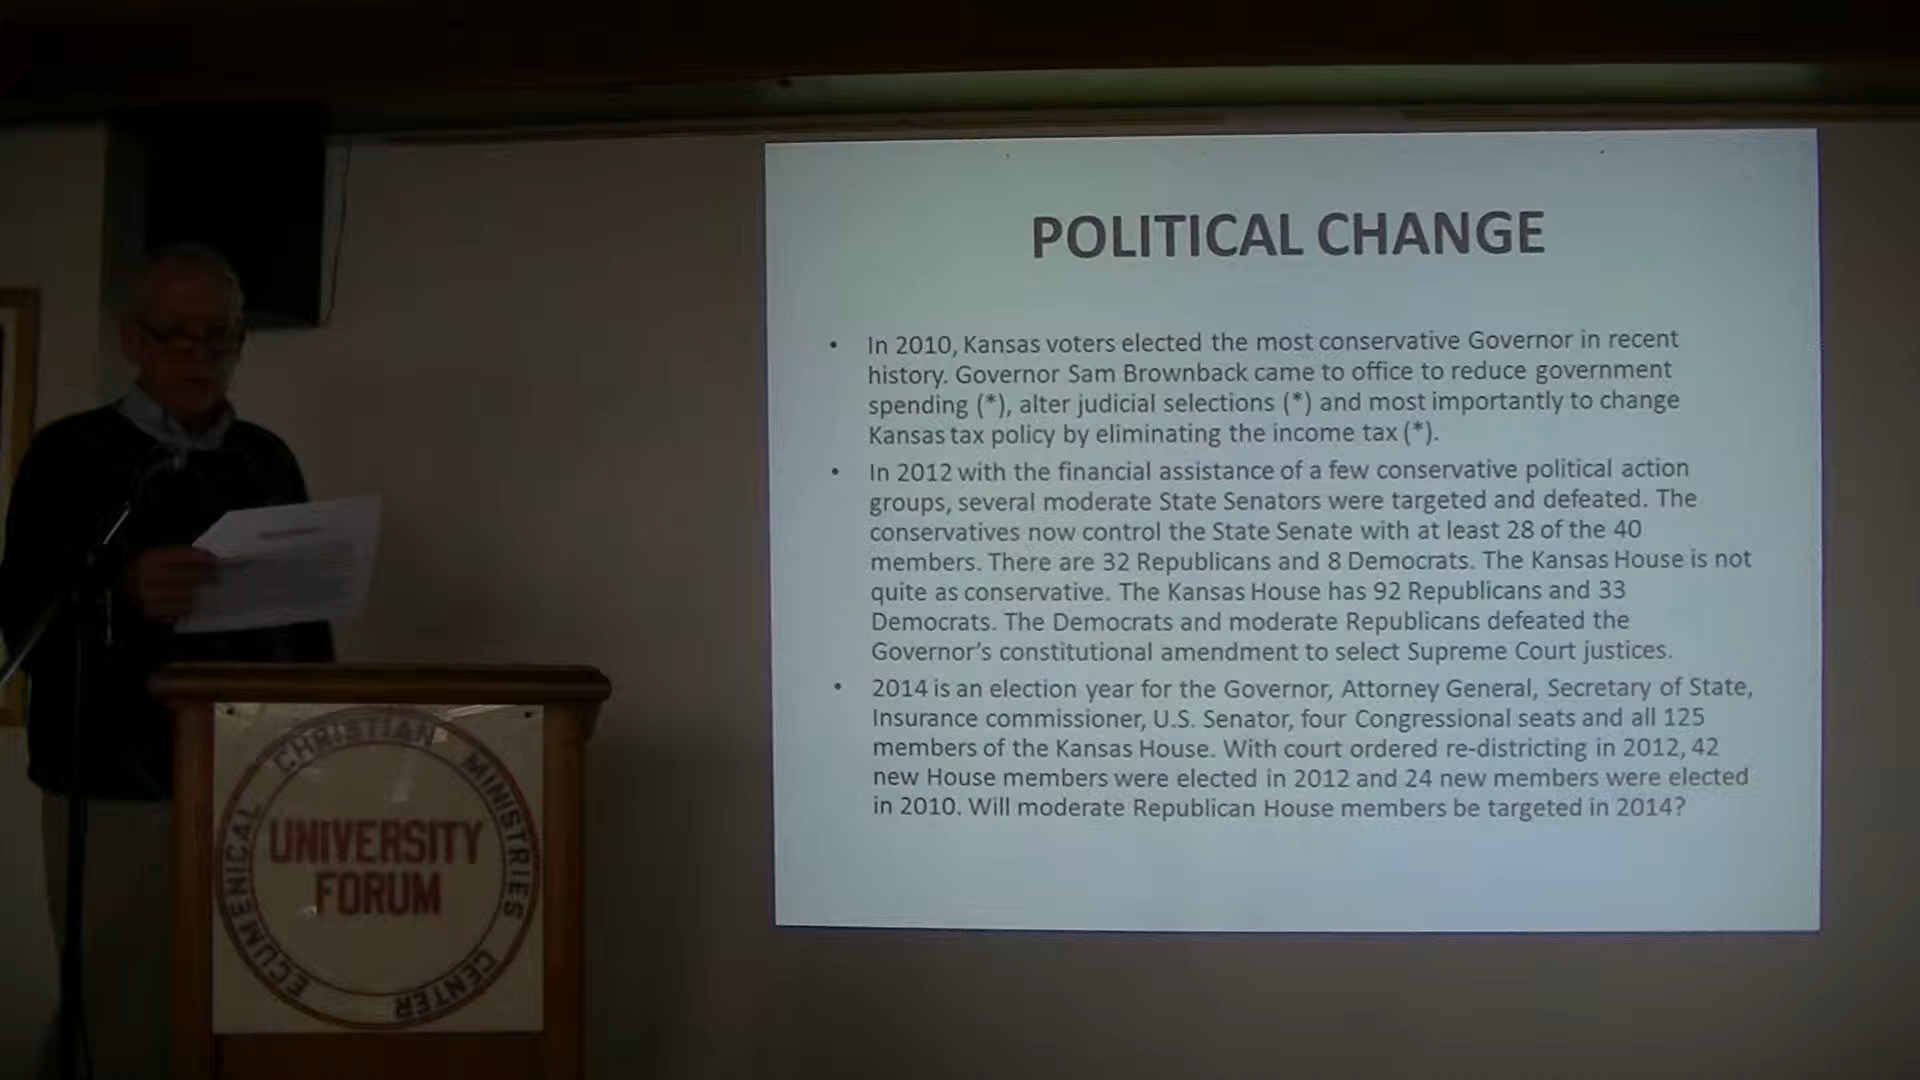 POLITICAL CHANGE
• In 2010, Kansas voters elected the most conservative Governor in recent
history. Governor Sam Brownback came to office to reduce government
spending (*), alter judicial selections (*) and most importantly to change
Kansas tax policy by eliminating the income tax (*).
• In 2012 with the financial assistance of a few conservative political action
groups, several moderate State Senators were targeted and defeated. The
conservatives now control the State Senate with at least 28 of the 40
members. There are 32 Republicans and 8 Democrats. The Kansas House is not
quite as conservative. The Kansas House has 92 Republicans and 33
Democrats. The Democrats and moderate Republicans defeated the
Governor's constitutional amendment to select Supreme Court justices.
• 2014 is an election year for the Governor, Attorney General, Secretary of State,
Insurance commissioner, U.S. Senator, four Congressional seats and all 125
members of the Kansas House. With court ordered re-districting in 2012, 42
new House members were elected in 2012 and 24 new members were elected
in 2010. Will moderate Republican House members be targeted in 2014?
ECUMENICAL CHRISTIAN MINISTRIES CENTER
UNIVERSITY
FORUM